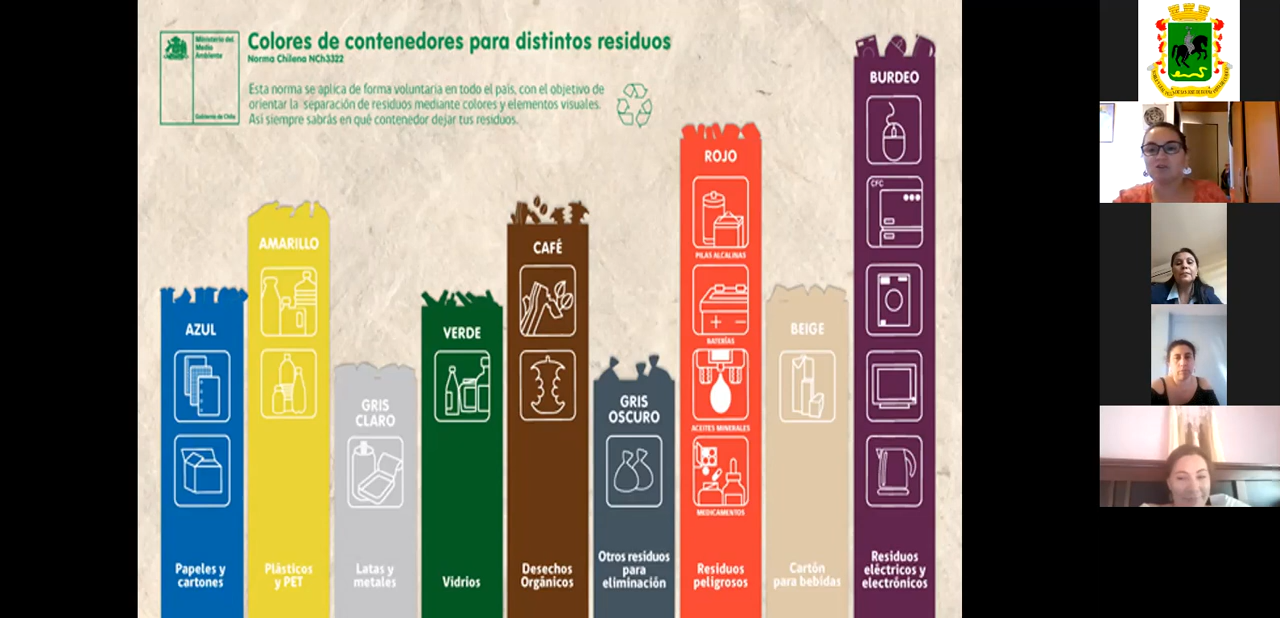 Ministerio del
Medio
Ambiente
Gobierno de Chile
Colores de contenedores para distintos residuos
Norma Chilena NCh3322
Esta norma se aplica de forma voluntaria en todo el país, con el objetivo de
orientar la separación de residuos mediante colores y elementos visuales.
Así siempre sabrás en qué contenedor dejar tus residuos.
AZUL
Papeles y
cartones
AMARILLO
Plásticos
y PET
GRIS
CLARO
Latas y
metales
VERDE
Vidrios
CAFÉ
Desechos
Orgánicos
GRIS
OSCURO
Otros residuos
para
eliminación
ROJO
PILAS ALCALINAS
BATERÍAS
ACEITES MINERALES
MEDICAMENTOS
Residuos
peligrosos
BEIGE
Cartón
para bebidas
BURDEO
CFC
Residuos
eléctricos y
electrónicos